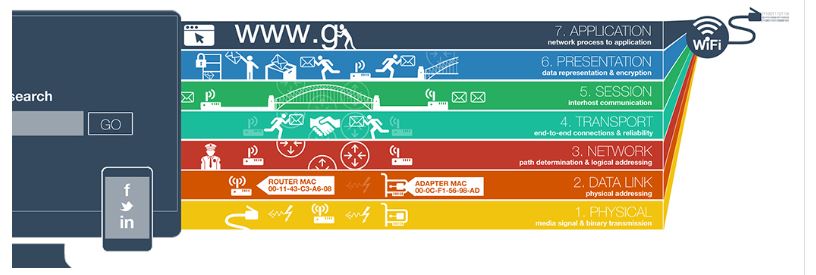 www.g
7. APPLICATION
network process to application
WiFi
6. PRESENTATION
data representation & encryption
search
GO
5. SESSION
interhost communication
4. TRANSPORT
end-to-end connections & reliability
3. NETWORK
path determination & logical addressing
ROUTER MAC
00-11-43-C3-A6-08
ADAPTER MAC
00-0C-F1-56-98-AD
2. DATA LINK
physical addressing
f
in
1. PHYSICAL
media signal & binary transmission